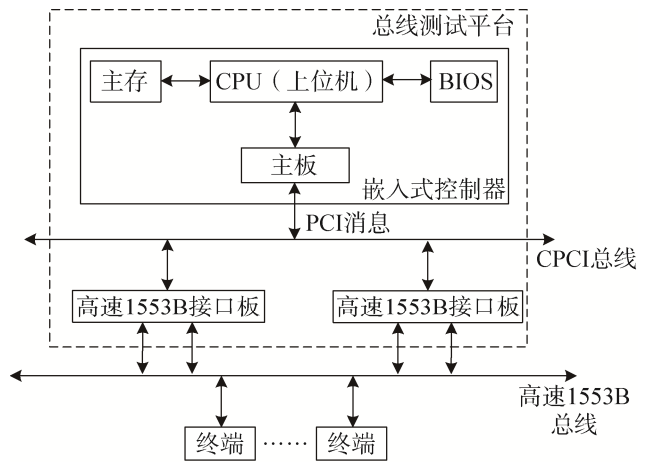 总线测试平台
主存
CPU（上位机）
BIOS
主板
嵌入式控制器
PCI消息
CPCI总线
高速1553B接口板
高速1553B接口板
高速1553B
总线
终端
……
终端